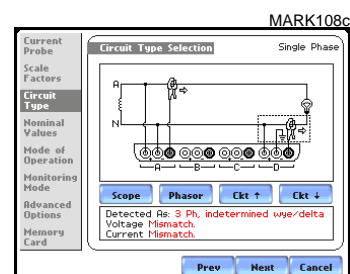 MARK108c
Current Probe
Scale Factors
Circuit Type
Nominal Values
Mode of Operation
Monitoring Mode
Advanced Options
Memory Card
Circuit Type Selection
Single Phase
A
N
A
B
C
D
Scope
Phasor
Ckt ↑
Ckt ↓
Detected As: 3 Ph, indetermined wye/delta
Voltage Mismatch.
Current Mismatch.
Prev
Next
Cancel